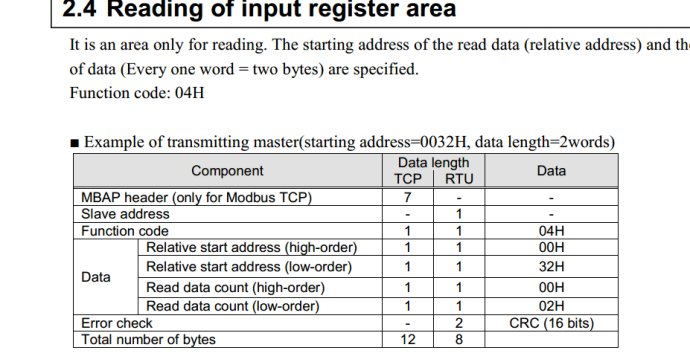 2.4 Reading of input register area
It is an area only for reading. The starting address of the read data (relative address) and
of data (Every one word = two bytes) are specified.
Function code: 04H
■ Example of transmitting master(starting address=0032H, data length=2words)
Component Data length Data
TCP RTU
MBAP header (only for Modbus TCP) 7 - -
Slave address - 1 -
Function code 1 1 04H
Data
Relative start address (high-order) 1 1 00H
Relative start address (low-order) 1 1 32H
Read data count (high-order) 1 1 00H
Read data count (low-order) 1 1 02H
Error check - 2 CRC (16 bits)
Total number of bytes 12 8